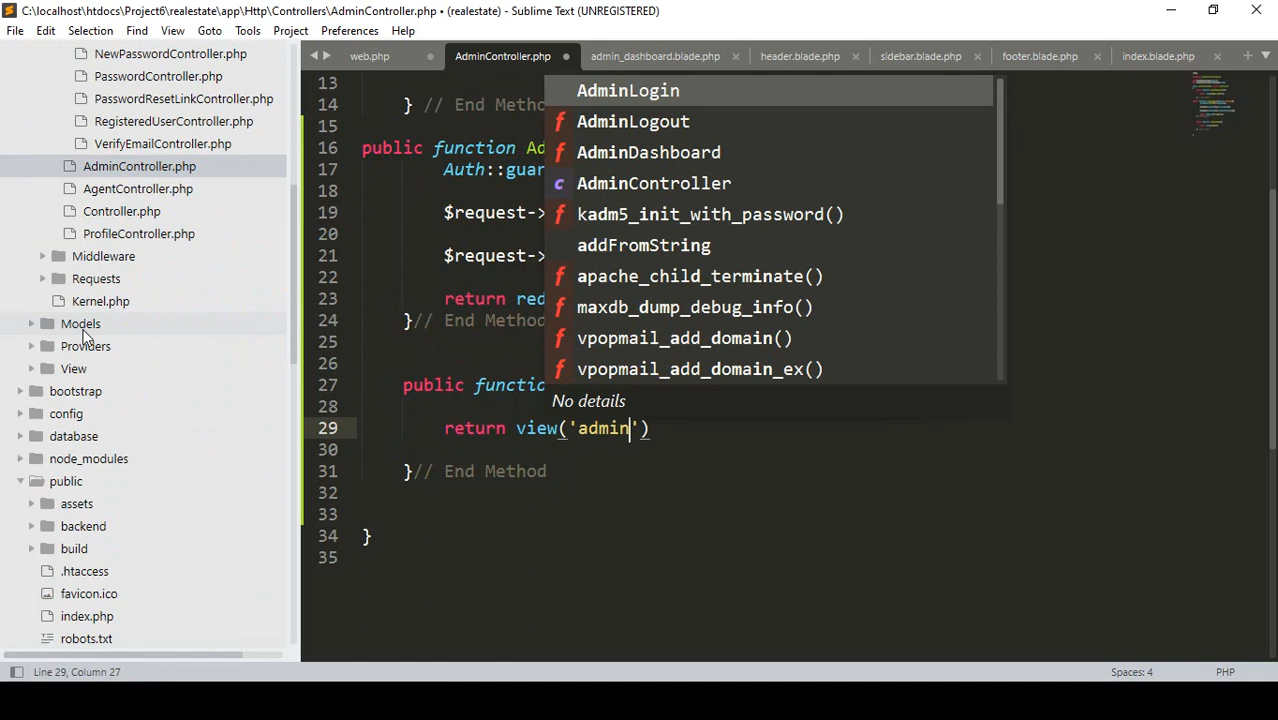 C:\localhost\htdocs\Project6\realestate\app\Http\Controllers\AdminController.php • (realestate) - Sublime Text (UNREGISTERED)
File Edit Selection Find View Goto Tools Project Preferences Help
web.php AdminController.php admin_dashboard.blade.php header.blade.php sidebar.blade.php footer.blade.php index.blade.php
NewPasswordController.php
PasswordController.php
PasswordResetLinkController.php
RegisteredUserController.php
VerifyEmailController.php
AdminController.php
AgentController.php
Controller.php
ProfileController.php
Middleware
Requests
Kernel.php
Models
Providers
View
bootstrap
config
database
node_modules
public
assets
backend
build
.htaccess
favicon.ico
index.php
robots.txt
13
14 } // End Metho
15
16 public function Ad
17 Auth::guar
18
19 $request->
20
21 $request->
22
23 return red
24 }// End Method
25
26
27 public functio
28
29 return view('admin')
30
31 }// End Method
32
33
34 }
35
AdminLogin
f AdminLogout
f AdminDashboard
c AdminController
f kadm5_init_with_password()
addFromString
f apache_child_terminate()
f maxdb_dump_debug_info()
f vpopmail_add_domain()
f vpopmail_add_domain_ex()
No details
Line 29, Column 27 Spaces: 4 PHP